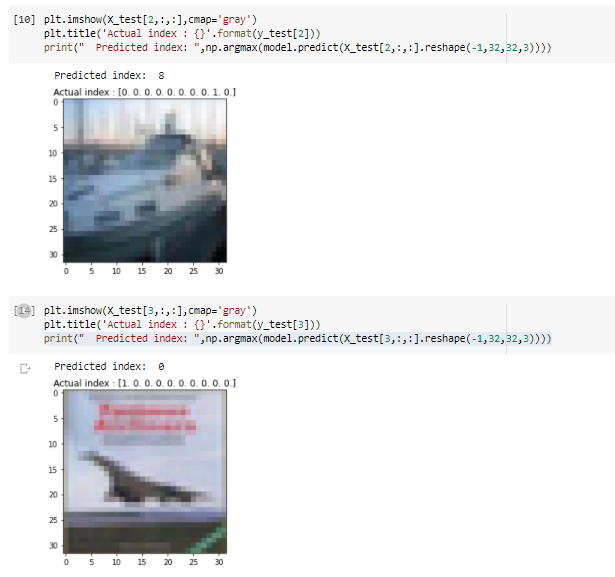 [10] plt.imshow(X_test[2,:,:],cmap='gray')
plt.title('Actual index : {}'.format(y_test[2]))
print("  Predicted index: ",np.argmax(model.predict(X_test[2,:,:].reshape(-1,32,32,3))))
Predicted index:  8
Actual index : [0. 0. 0. 0. 0. 0. 0. 0. 1. 0.]
0
5
10
15
20
25
30
0 5 10 15 20 25 30
[14] plt.imshow(X_test[3,:,:],cmap='gray')
plt.title('Actual index : {}'.format(y_test[3]))
print("  Predicted index: ",np.argmax(model.predict(X_test[3,:,:].reshape(-1,32,32,3))))
Predicted index:  0
Actual index : [1. 0. 0. 0. 0. 0. 0. 0. 0. 0.]
0
5
10
15
20
25
30
0 5 10 15 20 25 30